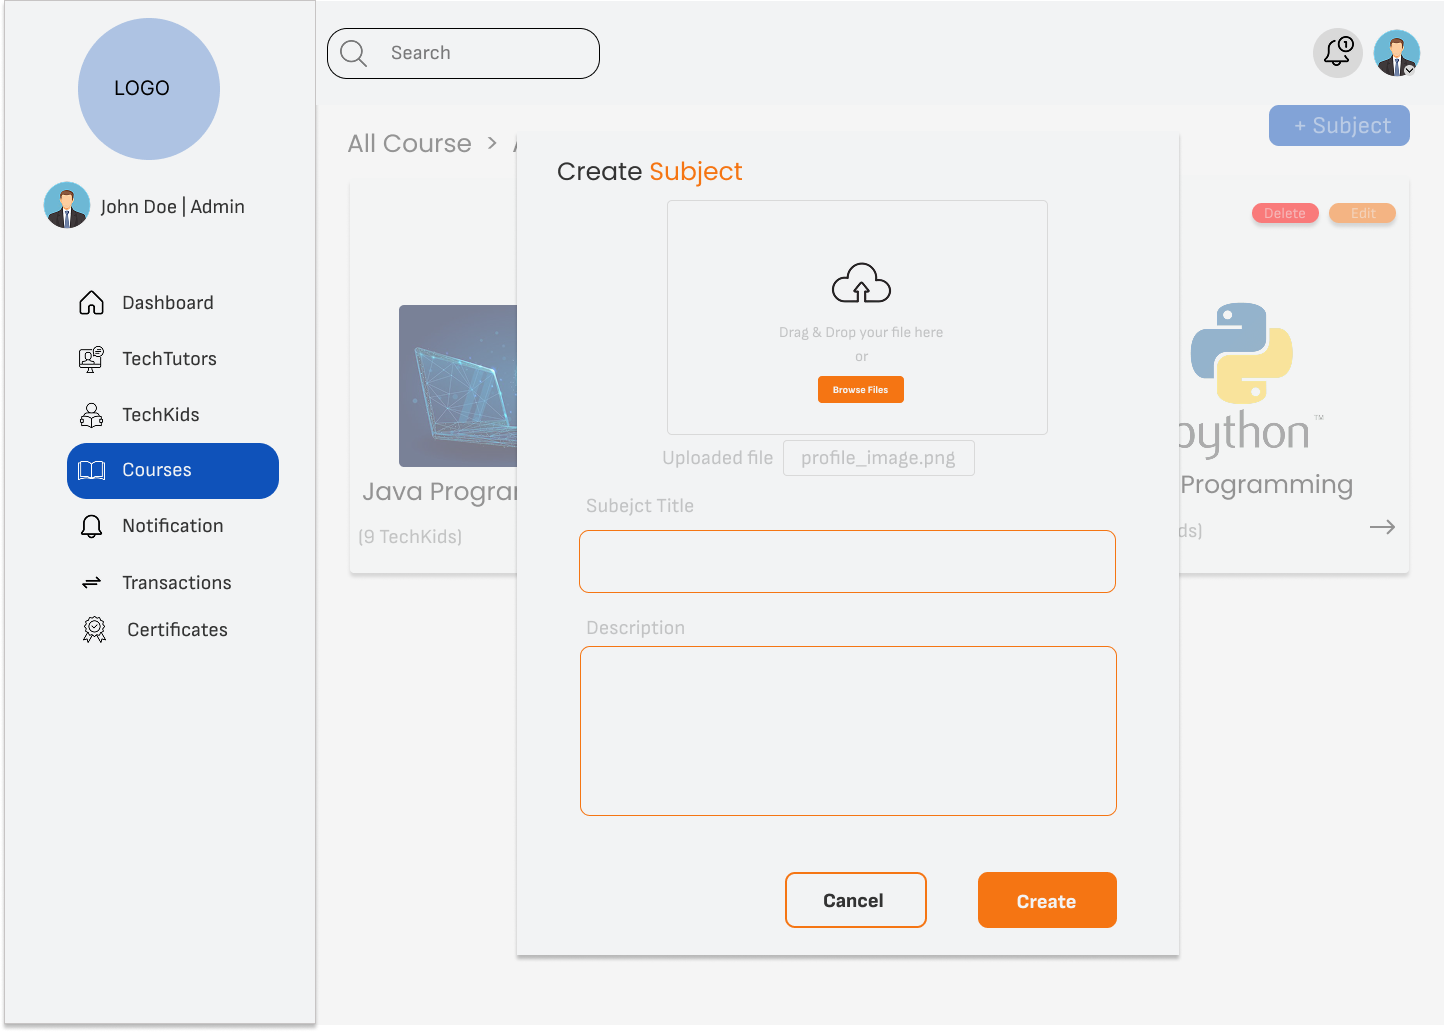 LOGO
John Doe | Admin
Dashboard
TechTutors
TechKids
Courses
Notification
Transactions
Certificates
Search
1
All Course >
+ Subject
Create Subject
Drag & Drop your file here
or
Browse Files
Uploaded file profile_image.png
Subejct Title
Description
Cancel
Create
Java Progra
(9 TechKids)
Delete
Edit
python™
Programming
ds)